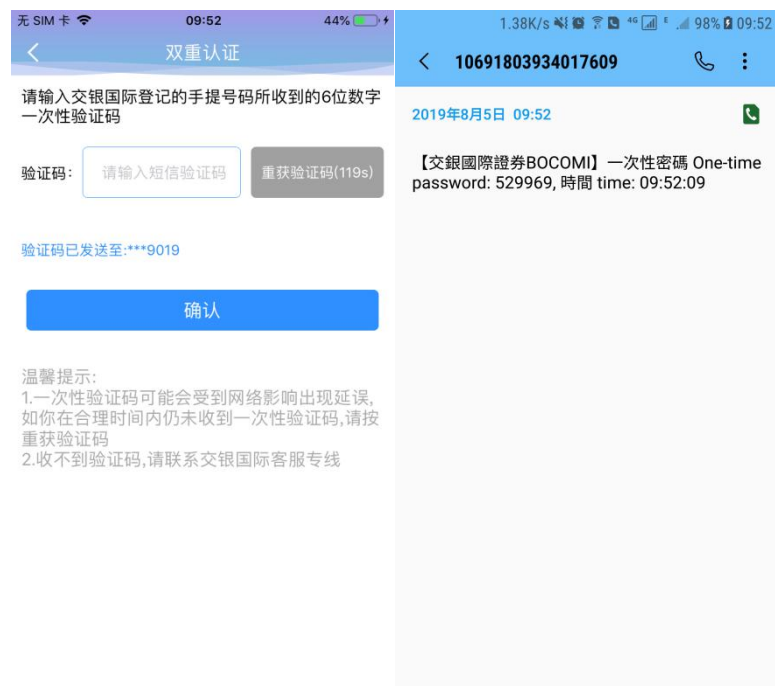 无 SIM 卡 09:52 44%
双重认证
请输入交银国际登记的手提号码所收到的6位数字
一次性验证码
验证码: 请输入短信验证码 重获验证码(119s)
验证码已发送至:***9019
确认
温馨提示:
1.一次性验证码可能会受到网络影响出现延误,
如你在合理时间内仍未收到一次性验证码,请按
重获验证码
2.收不到验证码,请联系交银国际客服专线
1.38K/s 4G E 98% 09:52
10691803934017609
2019年8月5日 09:52
【交銀國際證券BOCOMI】一次性密碼 One-time
password: 529969, 時間 time: 09:52:09